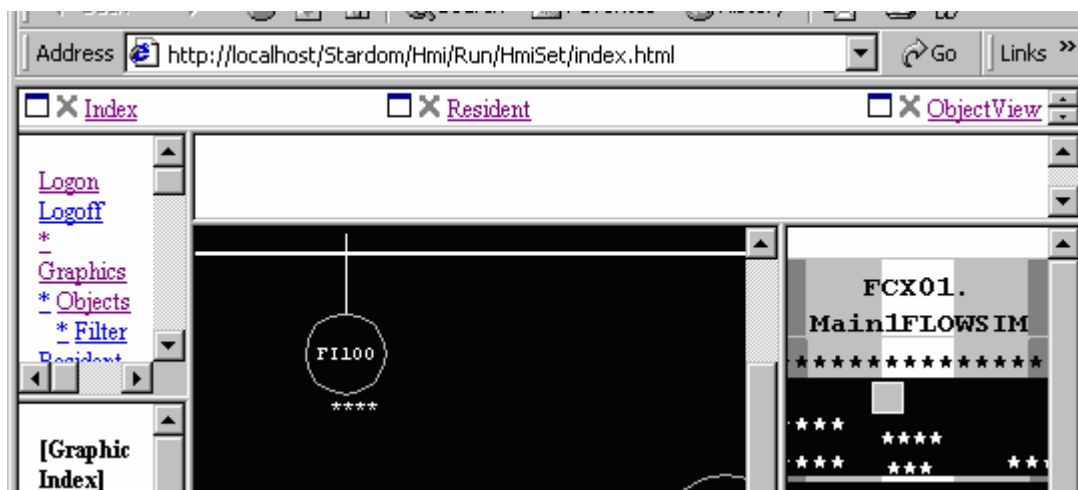 Address http://localhost/Stardom/Hmi/Run/HmiSet/index.html Go Links »
Index Resident ObjectView
Logon
Logoff
*
Graphics
* Objects
* Filter
Resident
[Graphic
Index]
FI100
****
FCX01.
Main1FLOWSIM
***************
****
****
****
***
***